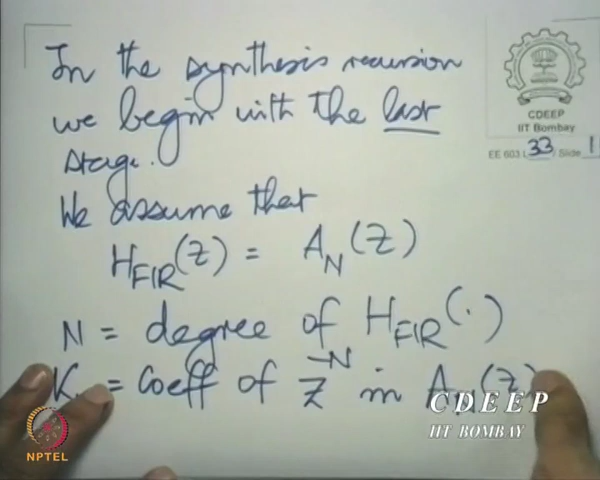 In the synthesis recursion
we begin with the last
stage.
We assume that
H_FIR(Z) = A_N(Z)
N = degree of H_FIR(.)
K = Coeff of Z^-N in A_N(Z)
CDEEP
IIT Bombay
EE 603 L 33 / Slide 1
CDEEP
IIT BOMBAY
NPTEL